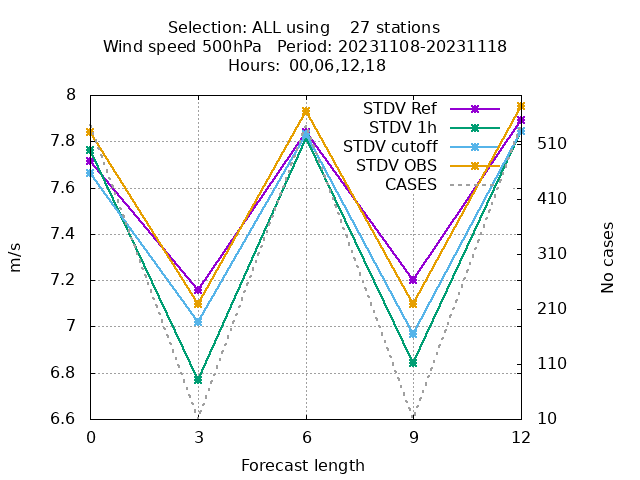 Selection: ALL using    27 stations
Wind speed 500hPa   Period: 20231108-20231118
Hours: 00,06,12,18
8
7.8
7.6
7.4
7.2
7
6.8
6.6
m/s
STDV Ref
STDV 1h
STDV cutoff
STDV OBS
CASES
510
410
310
210
110
10
No cases
0 3 6 9 12
Forecast length